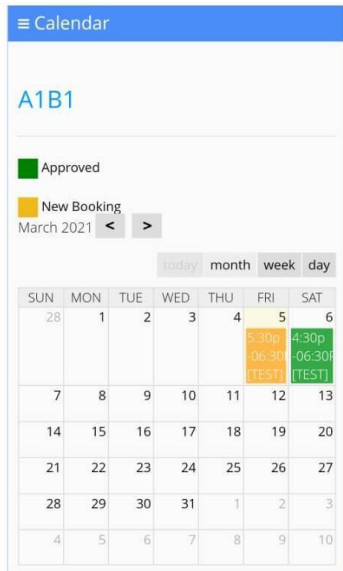 ≡ Calendar
A1B1
Approved
New Booking
March 2021 < >
today month week day
SUN MON TUE WED THU FRI SAT
28 1 2 3 4 5 6
5:30p 4:30p
-06:30 -06:30P
[TEST] [TEST]
7 8 9 10 11 12 13
14 15 16 17 18 19 20
21 22 23 24 25 26 27
28 29 30 31 1 2 3
4 5 6 7 8 9 10